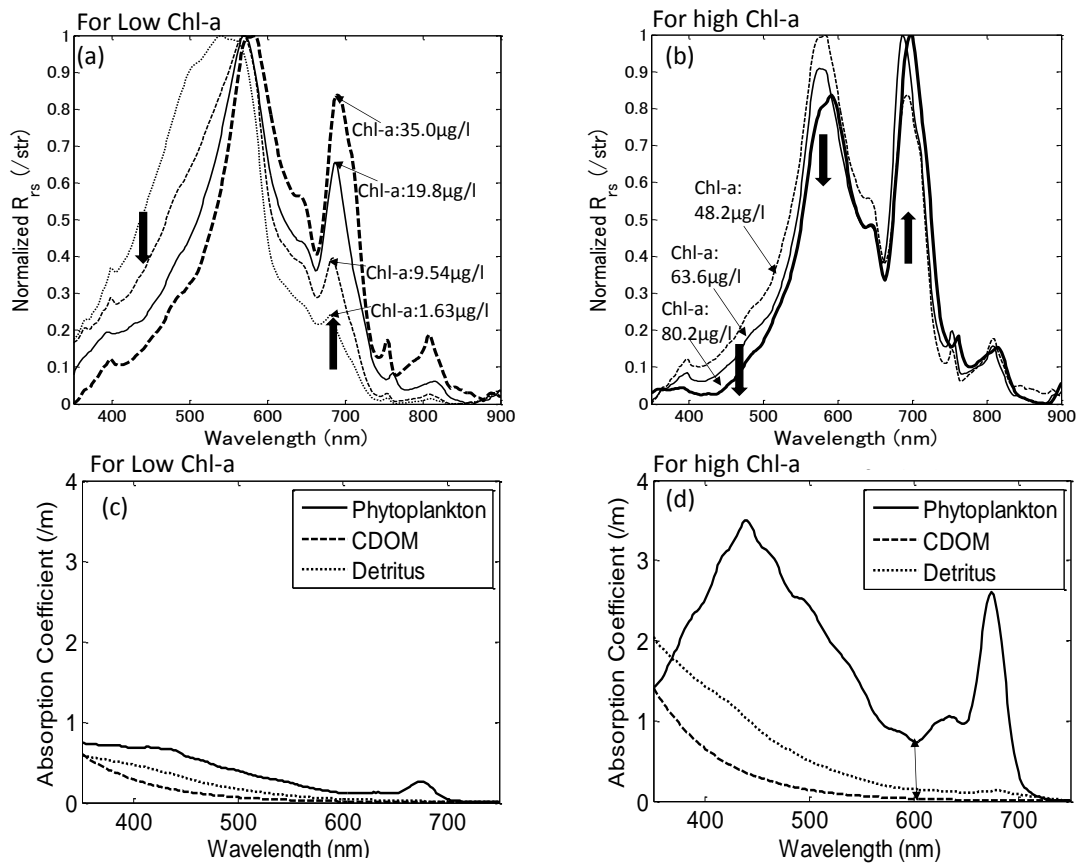 For Low Chl-a
(a)
Normalized Rrs (/str)
1
0.9
0.8
0.7
0.6
0.5
0.4
0.3
0.2
0.1
0
Chl-a:35.0µg/l
Chl-a:19.8µg/l
Chl-a:9.54µg/l
Chl-a:1.63µg/l
400 500 600 700 800 900
Wavelength (nm)
For high Chl-a
(b)
Normalized Rrs (/str)
1
0.9
0.8
0.7
0.6
0.5
0.4
0.3
0.2
0.1
0
Chl-a:
48.2µg/l
Chl-a:
63.6µg/l
Chl-a:
80.2µg/l
400 500 600 700 800 900
Wavelength (nm)
For Low Chl-a
(c)
Absorption Coefficient (/m)
4
3
2
1
0
Phytoplankton
CDOM
Detritus
400 500 600 700
Wavelength (nm)
For high Chl-a
(d)
Absorption Coefficient (/m)
4
3
2
1
0
Phytoplankton
CDOM
Detritus
400 500 600 700
Wavelength (nm)